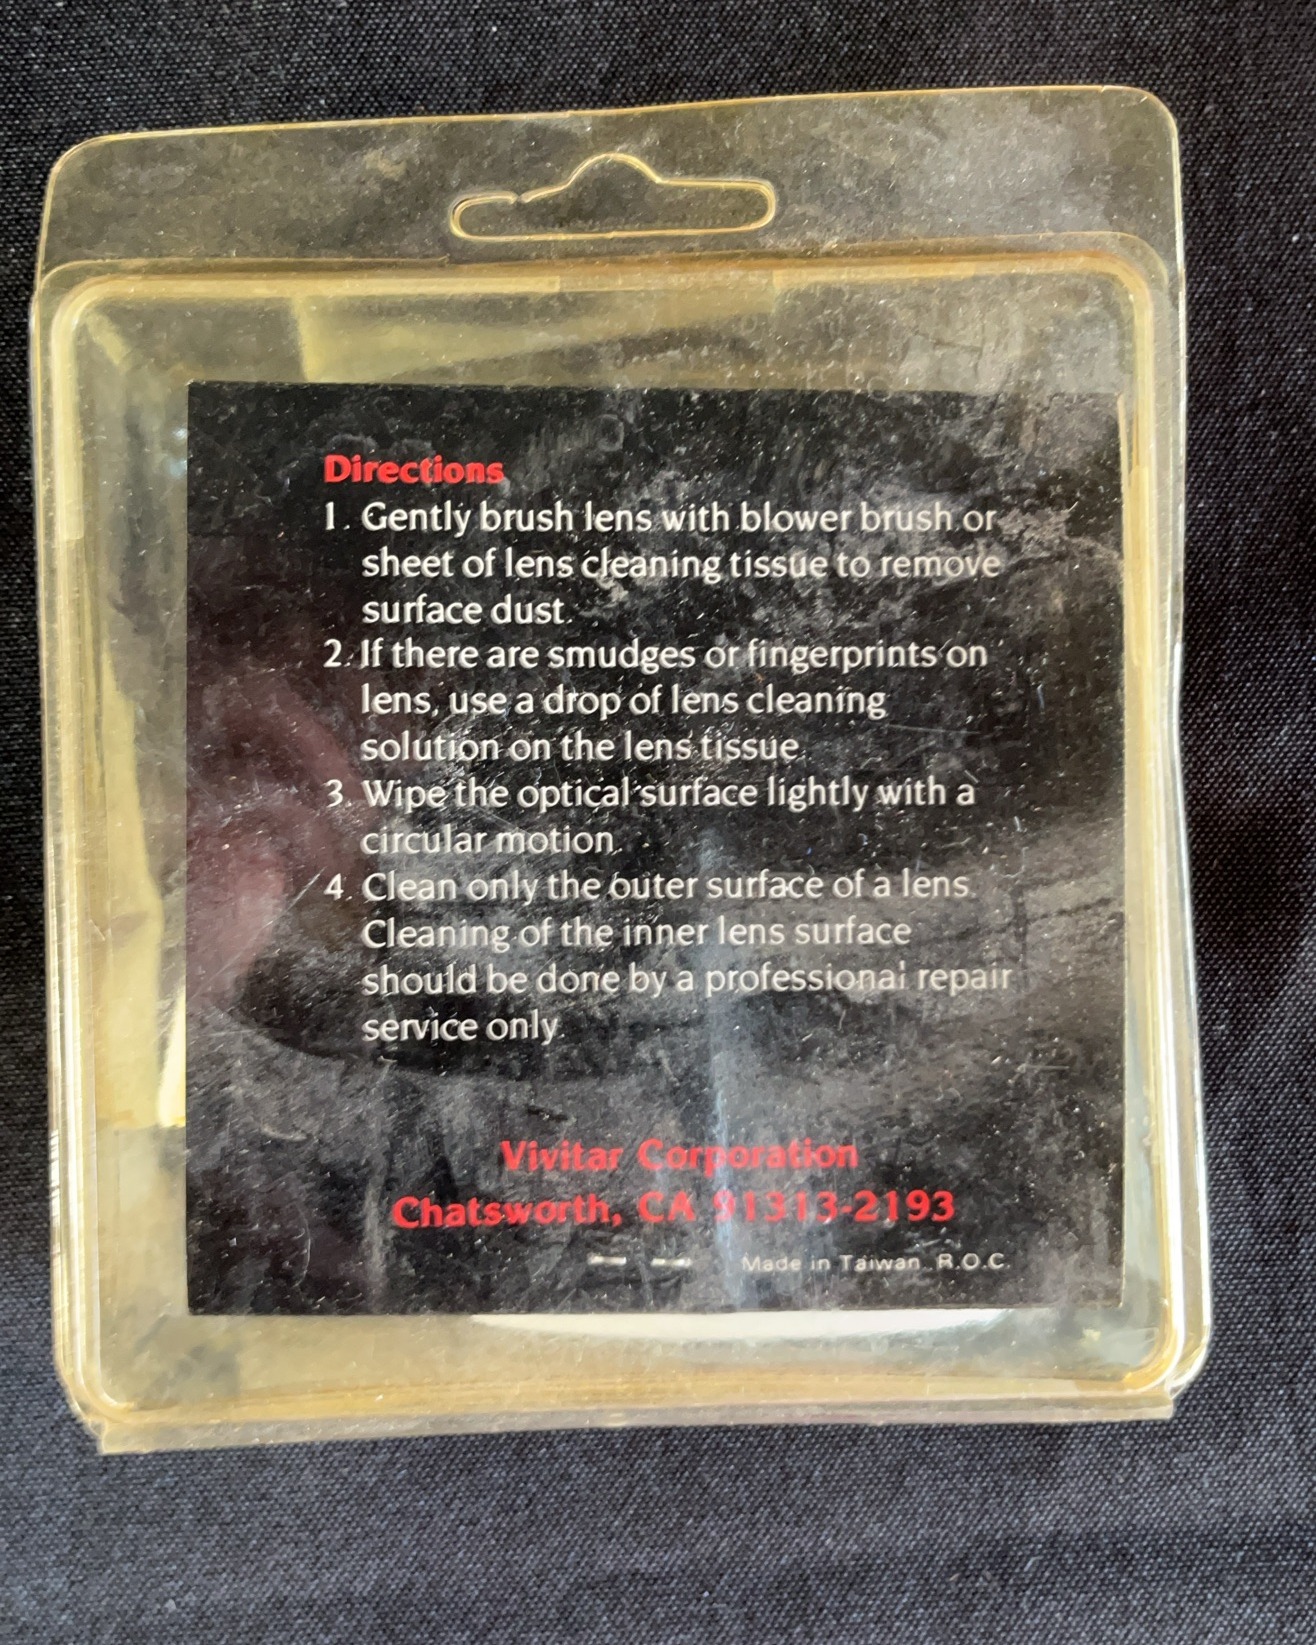 Directions
1. Gently brush lens with blower brush or
sheet of lens cleaning tissue to remove
surface dust.
2. If there are smudges or fingerprints on
lens, use a drop of lens cleaning
solution on the lens tissue.
3. Wipe the optical surface lightly with a
circular motion.
4. Clean only the outer surface of a lens.
Cleaning of the inner lens surface
should be done by a professional repair
service only.
Vivitar Corporation
Chatsworth, CA 91313-2193
Made in Taiwan R.O.C.